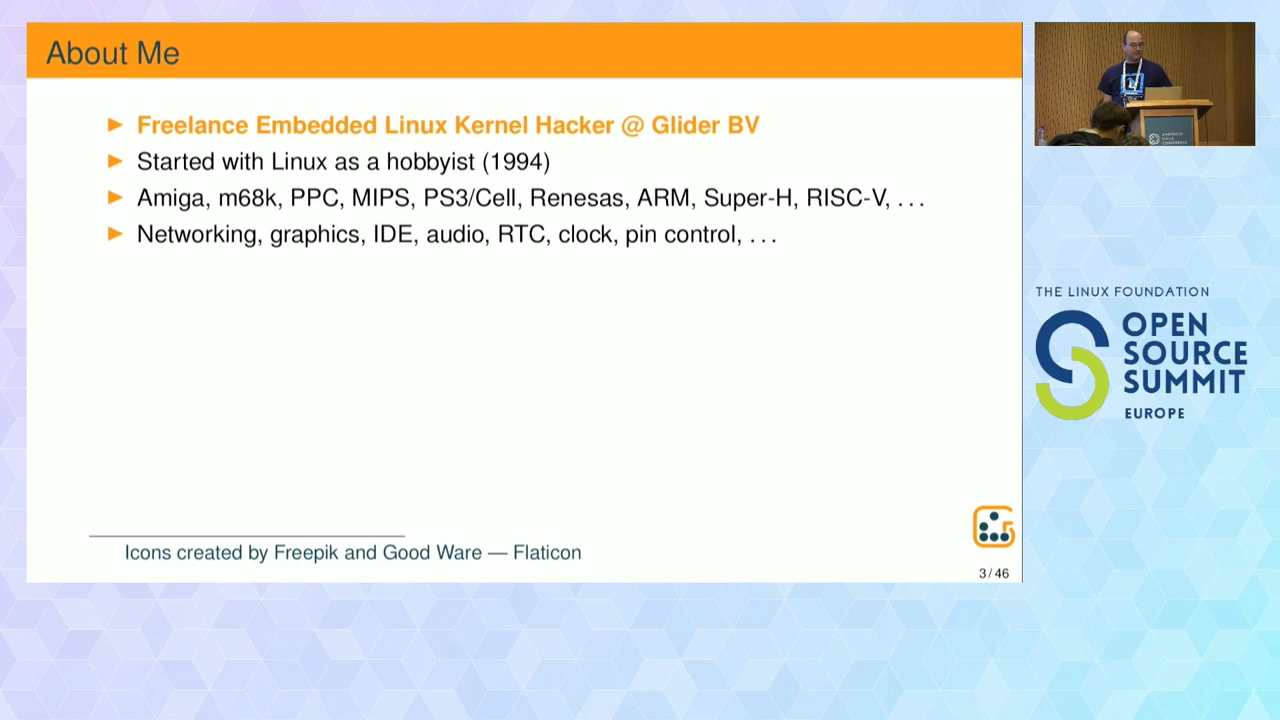 About Me
► Freelance Embedded Linux Kernel Hacker @ Glider BV
► Started with Linux as a hobbyist (1994)
► Amiga, m68k, PPC, MIPS, PS3/Cell, Renesas, ARM, Super-H, RISC-V, . . .
► Networking, graphics, IDE, audio, RTC, clock, pin control, . . .
Icons created by Freepik and Good Ware — Flaticon
3 / 46
THE LINUX FOUNDATION
OPEN
SOURCE
SUMMIT
EUROPE